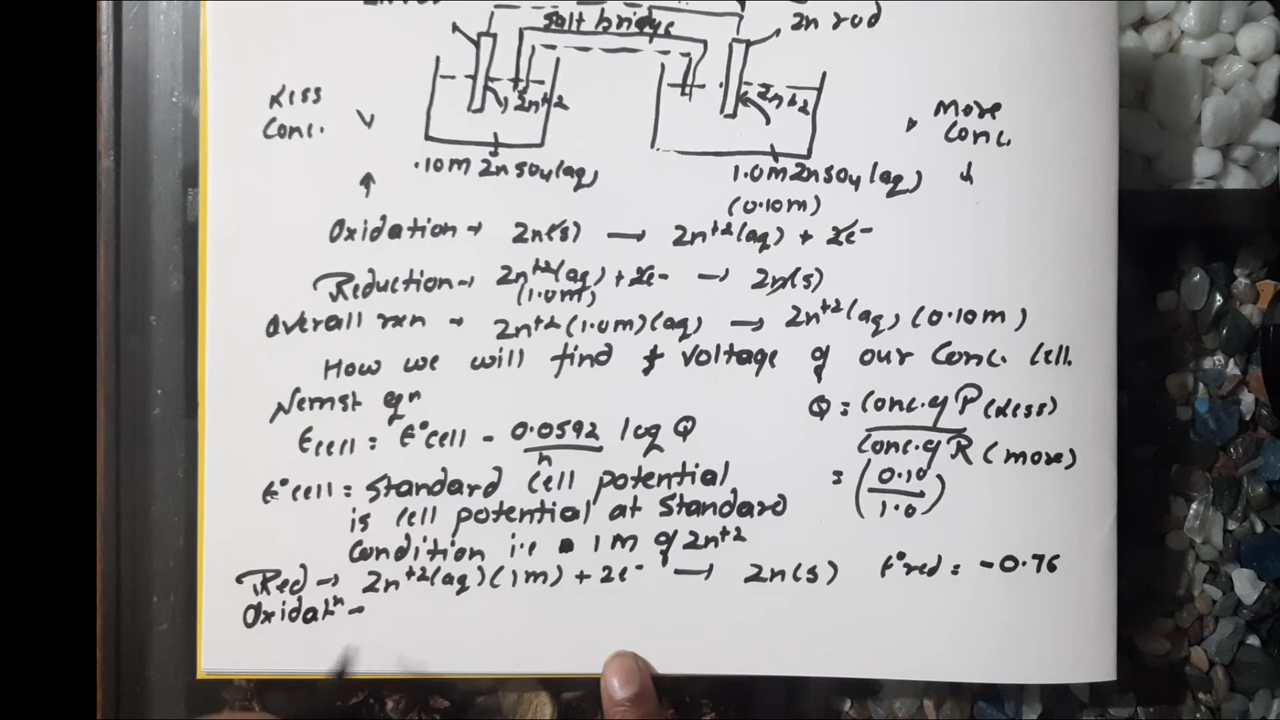 Salt bridge
Zn rod
Less
Conc.
Zn+2
Zn+2
More
Conc.
.10M ZnSO4(aq)
1.0M ZnSO4(aq)
(0.10M)
Oxidation → Zn(s) → Zn+2(aq) + 2e-
Reduction → Zn+2(aq) + 2e- → Zn(s)
(1.0M)
Overall rxn → Zn+2(1.0M)(aq) → Zn+2(aq)(0.10M)
How we will find voltage of our Conc. Cell.
Nernst eqn
Ecell = E°cell - 0.0592/n log Q
Q = Conc. of P (Less)/Conc. of R (more)
= (0.10/1.0)
E°cell = Standard Cell potential
is Cell potential at Standard
Condition i.e 1M of Zn+2
Red → Zn+2(aq)(1M) + 2e- → Zn(s) E°red = -0.76
Oxidatn →